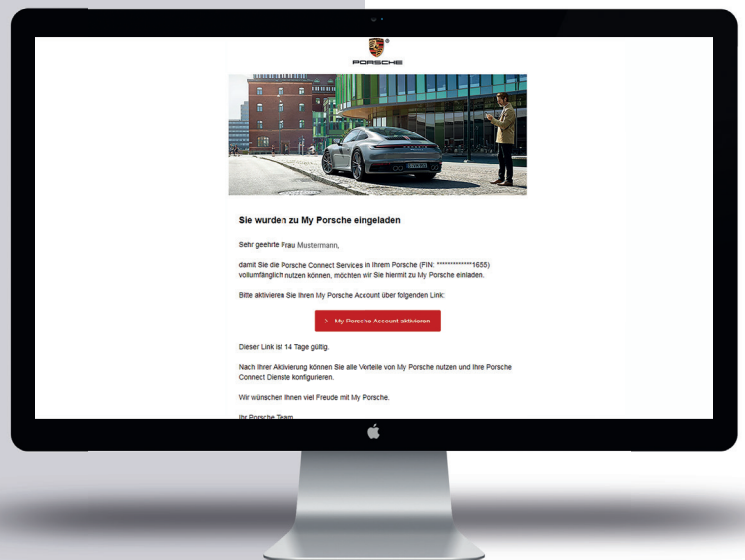 PORSCHE
Sie wurden zu My Porsche eingeladen
Sehr geehrte Frau Mustermann,
damit Sie die Porsche Connect Services in Ihrem Porsche (FIN: *************1655)
vollumfänglich nutzen können, möchten wir Sie hiermit zu My Porsche einladen.
Bitte aktivieren Sie Ihren My Porsche Account über folgenden Link:
> My Porsche Account aktivieren
Dieser Link ist 14 Tage gültig.
Nach Ihrer Aktivierung können Sie alle Vorteile von My Porsche nutzen und Ihre Porsche
Connect Dienste konfigurieren.
Wir wünschen Ihnen viel Freude mit My Porsche.
Ihr Porsche Team